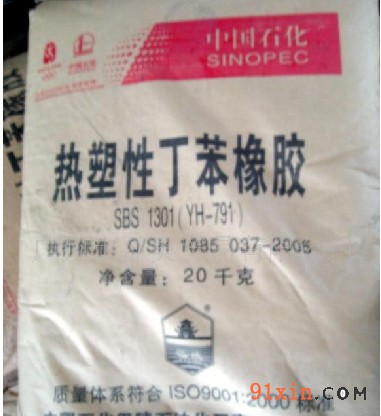 中国石化
SINOPEC
热塑性丁苯橡胶
SBS 1301(YH-791)
执行标准：Q/SH 1085 037-2005
净含量：20千克
质量体系符合 ISO9001:2000 标准
91xin.com